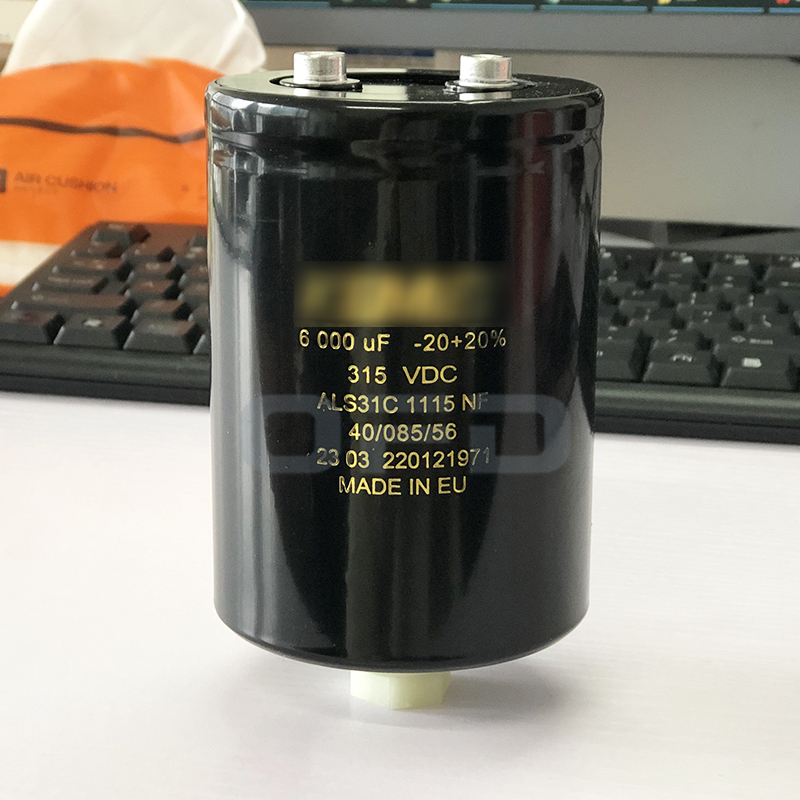 AIR CUSHION
6 000 uF -20+20%
315 VDC
ALS31C 1115 NF
40/085/56
23 03 220121971
MADE IN EU